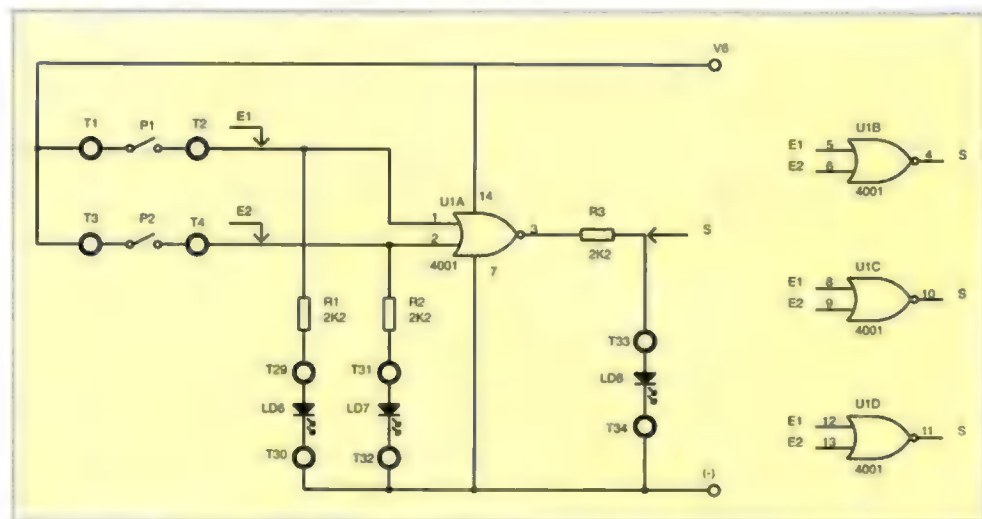 V6
T1 P1 T2 E1
T3 P2 T4 E2
U1A 14
1
2
3
4001
7
R3
2K2
S
R1
2K2
R2
2K2
T29
T31
LD6
LD7
T30
T32
T33
LD8
T34
(-)
U1B
E1 5
E2 6
4 S
4001
U1C
E1 8
E2 9
10 S
4001
U1D
E1 12
E2 13
11 S
4001